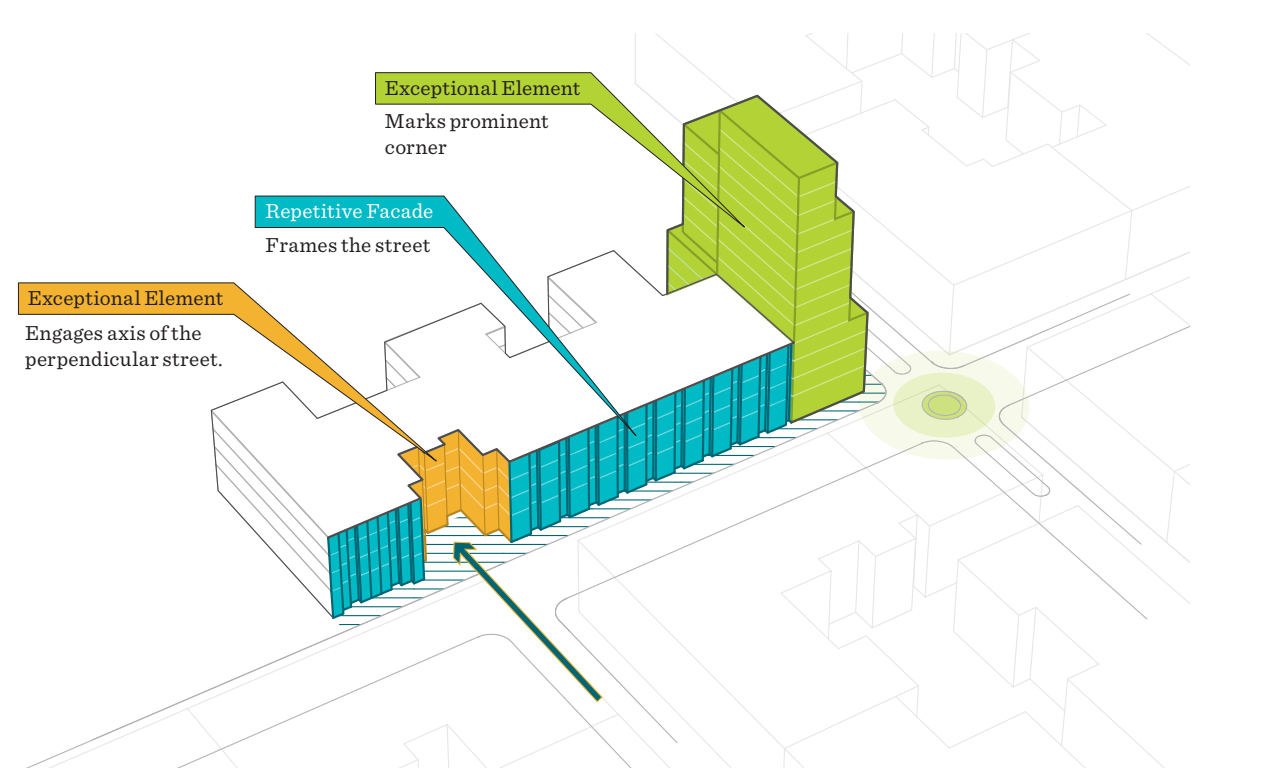 Exceptional Element
Marks prominent
corner
Repetitive Facade
Frames the street
Exceptional Element
Engages axis of the
perpendicular street.